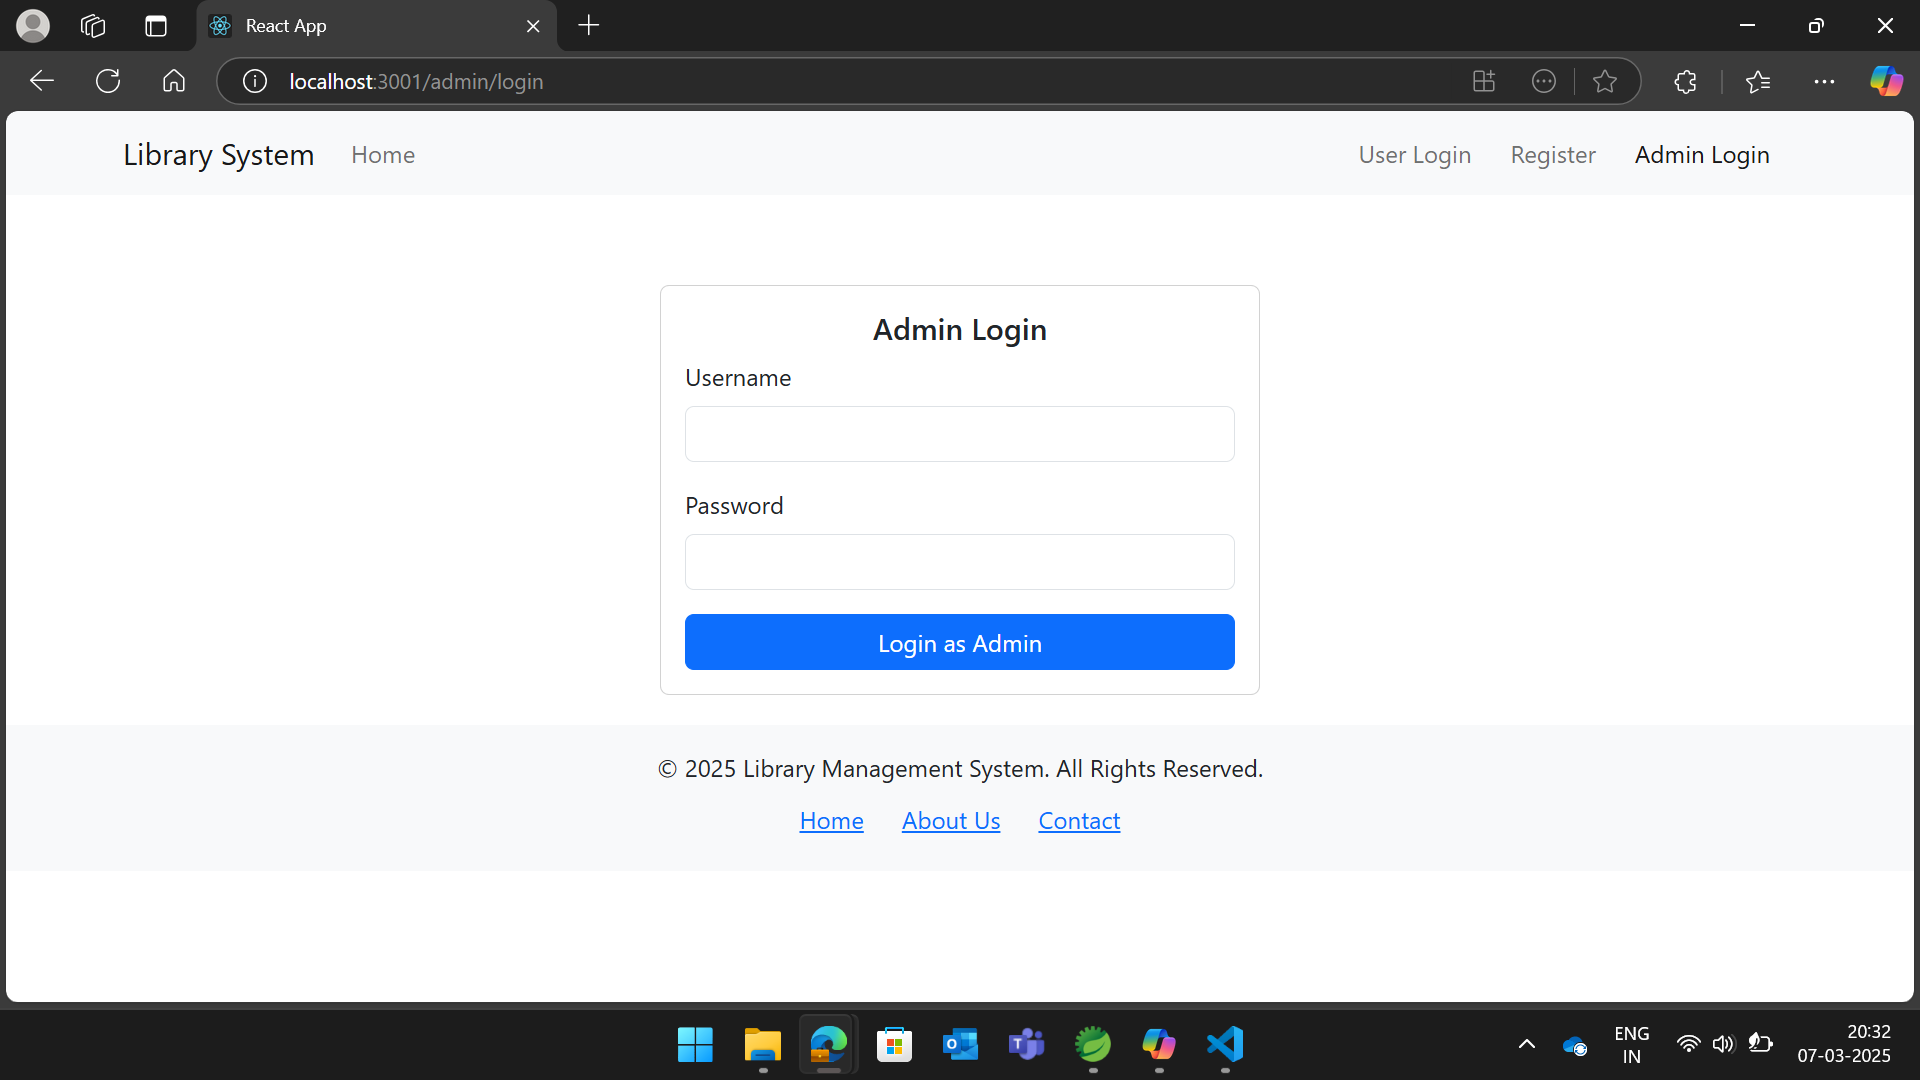 React App
localhost:3001/admin/login
Library System Home User Login Register Admin Login
Admin Login
Username
Password
Login as Admin
© 2025 Library Management System. All Rights Reserved.
Home About Us Contact
ENG
IN
20:32
07-03-2025